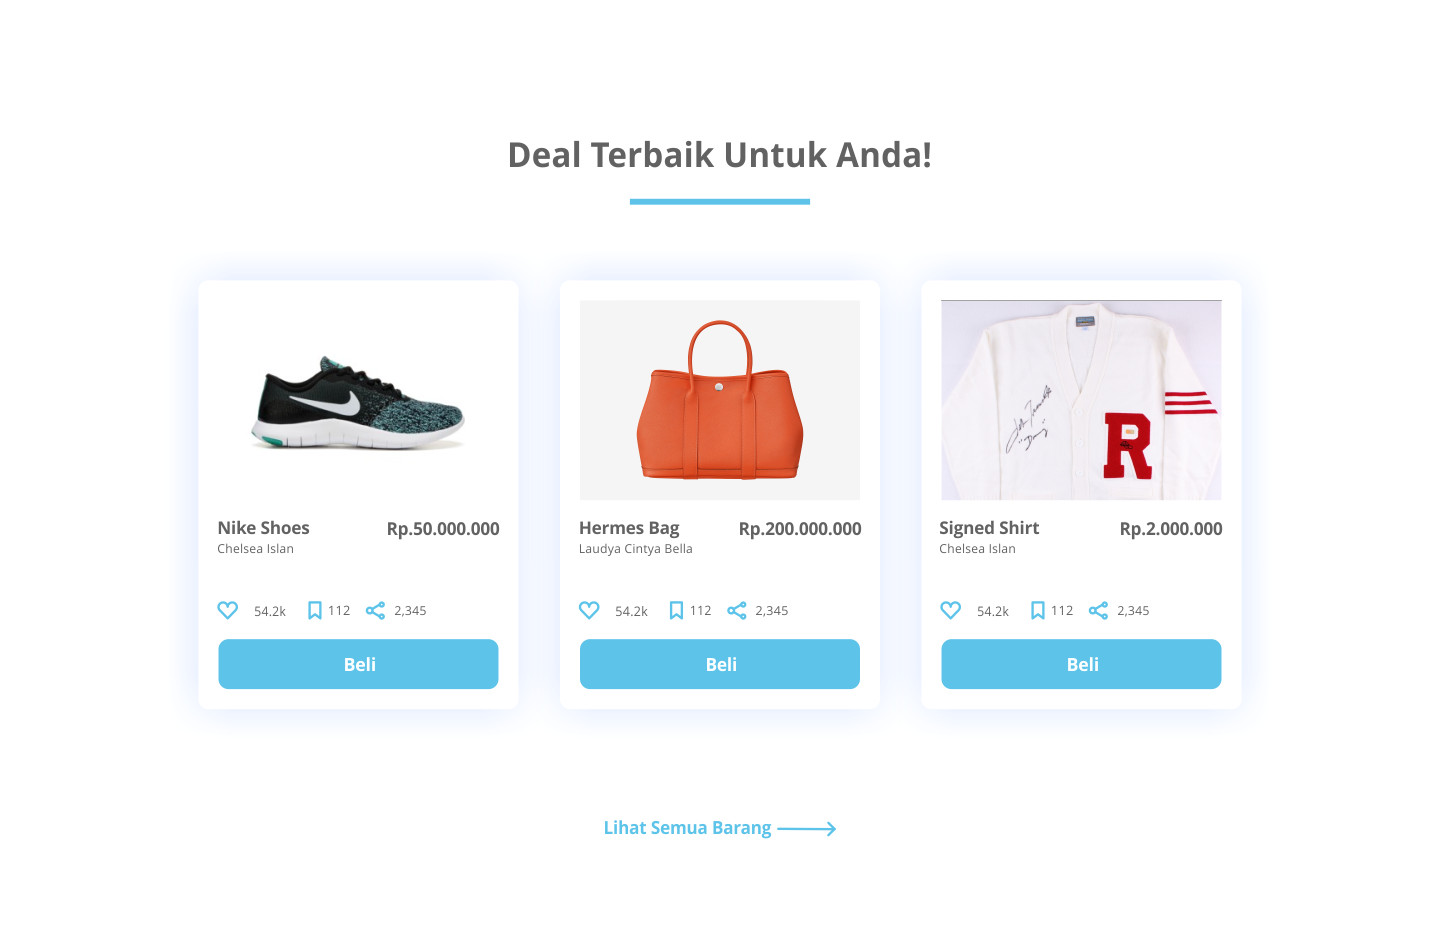 Deal Terbaik Untuk Anda!
Nike Shoes
Rp.50.000.000
Chelsea Islan
54.2k
112
2,345
Beli
Hermes Bag
Rp.200.000.000
Laudya Cintya Bella
54.2k
112
2,345
Beli
R
Signed Shirt
Rp.2.000.000
Chelsea Islan
54.2k
112
2,345
Beli
Lihat Semua Barang